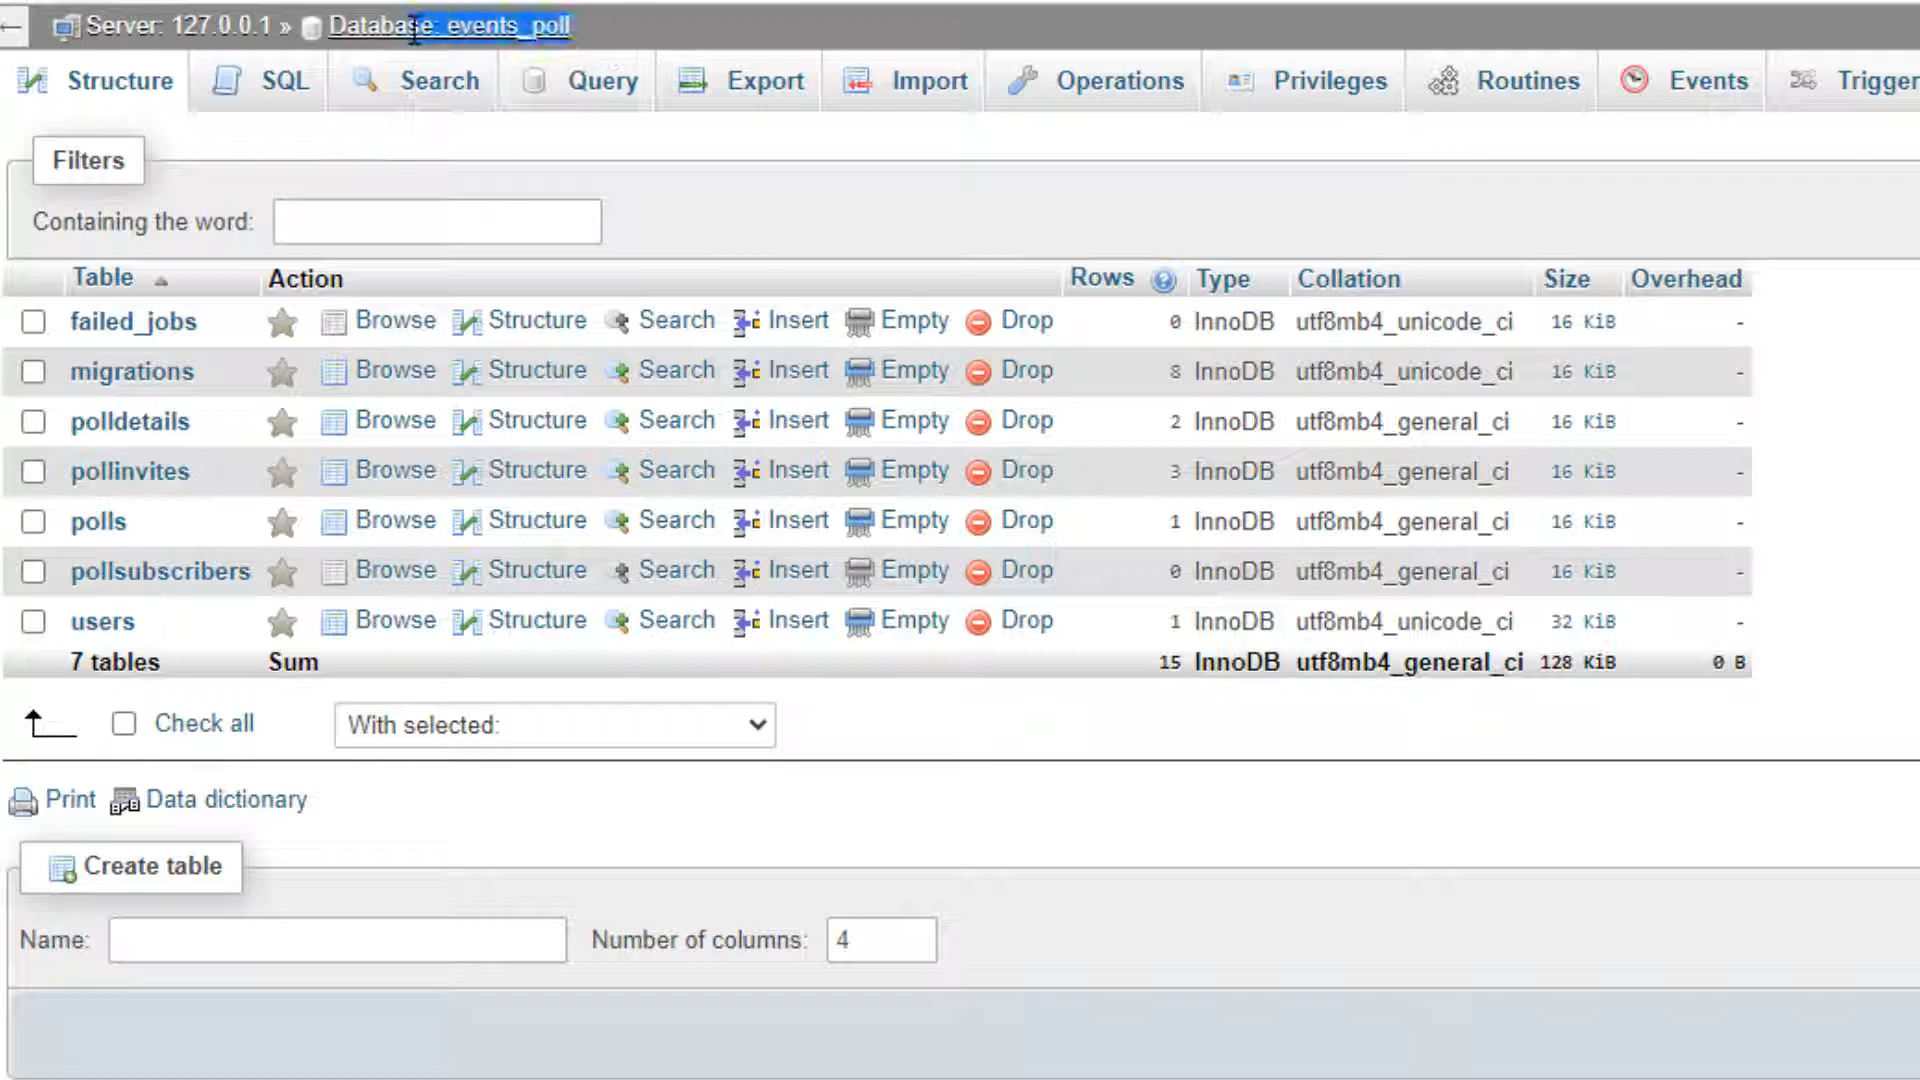 Server: 127.0.0.1 » Database: events_poll
Structure SQL Search Query Export Import Operations Privileges Routines Events Trigger
Filters
Containing the word:
Table Action Rows Type Collation Size Overhead
failed_jobs Browse Structure Search Insert Empty Drop 0 InnoDB utf8mb4_unicode_ci 16 KiB -
migrations Browse Structure Search Insert Empty Drop 8 InnoDB utf8mb4_unicode_ci 16 KiB -
polldetails Browse Structure Search Insert Empty Drop 2 InnoDB utf8mb4_general_ci 16 KiB -
pollinvites Browse Structure Search Insert Empty Drop 3 InnoDB utf8mb4_general_ci 16 KiB -
polls Browse Structure Search Insert Empty Drop 1 InnoDB utf8mb4_general_ci 16 KiB -
pollsubscribers Browse Structure Search Insert Empty Drop 0 InnoDB utf8mb4_general_ci 16 KiB -
users Browse Structure Search Insert Empty Drop 1 InnoDB utf8mb4_unicode_ci 32 KiB -
7 tables Sum 15 InnoDB utf8mb4_general_ci 128 KiB 0 B
Check all With selected:
Print Data dictionary
Create table
Name: Number of columns: 4